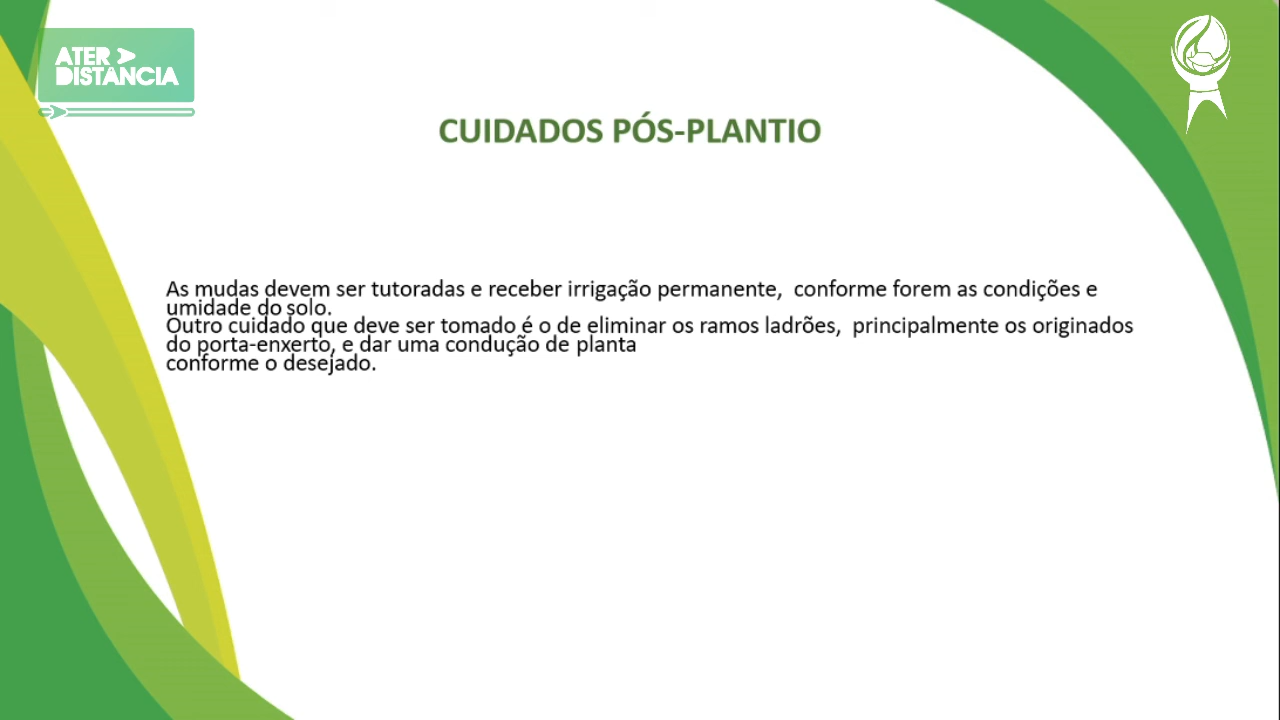 ATER
DISTÂNCIA
CUIDADOS PÓS-PLANTIO
As mudas devem ser tutoradas e receber irrigação permanente, conforme forem as condições e
umidade do solo.
Outro cuidado que deve ser tomado é o de eliminar os ramos ladrões, principalmente os originados
do porta-enxerto, e dar uma condução de planta
conforme o desejado.